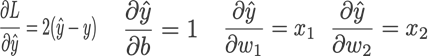 ∂L/∂ŷ = 2(ŷ − y)   ∂ŷ/∂b = 1   ∂ŷ/∂w₁ = x₁   ∂ŷ/∂w₂ = x₂